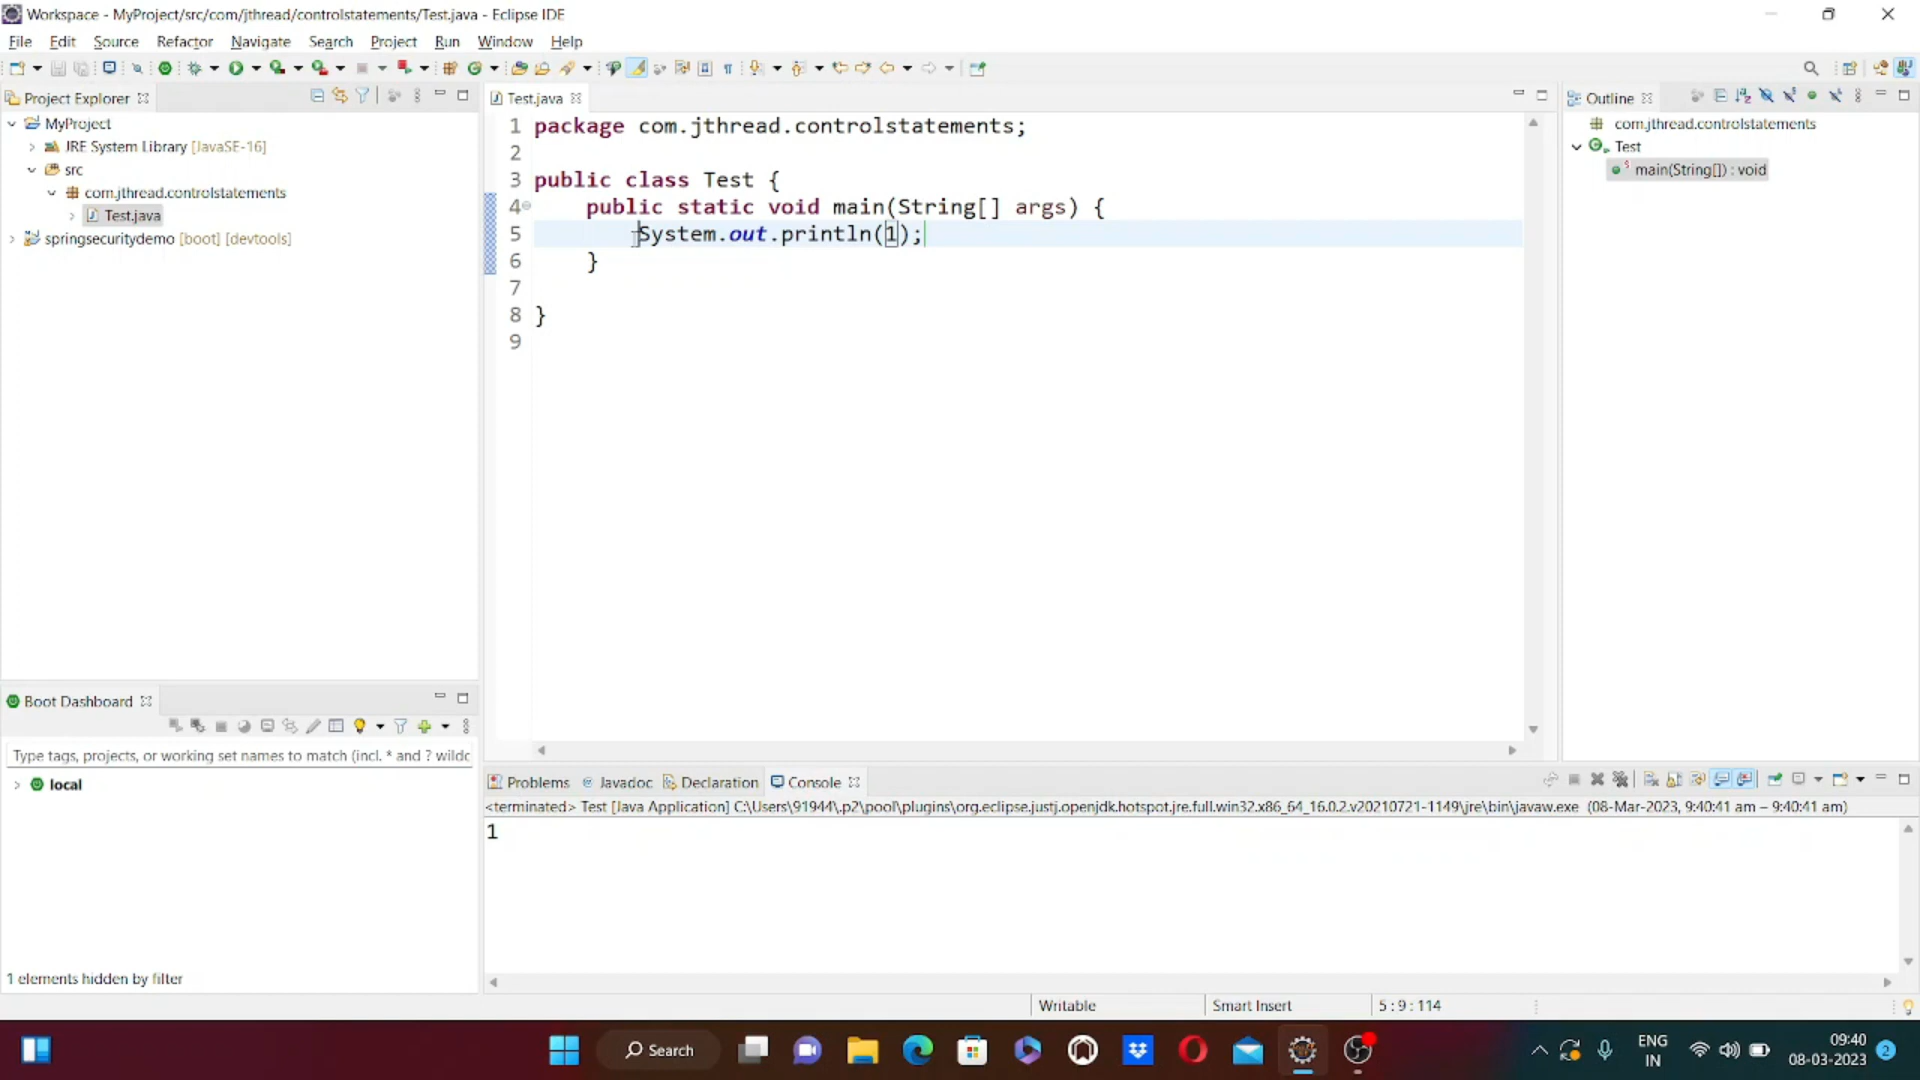 Workspace - MyProject/src/com/jthread/controlstatements/Test.java - Eclipse IDE
File Edit Source Refactor Navigate Search Project Run Window Help
Project Explorer
MyProject
JRE System Library [JavaSE-16]
src
com.jthread.controlstatements
Test.java
springsecuritydemo [boot] [devtools]
Test.java
1 package com.jthread.controlstatements;
2
3 public class Test {
4 public static void main(String[] args) {
5 System.out.println(1);
6 }
7
8 }
9
Outline
com.jthread.controlstatements
Test
main(String[]) : void
Boot Dashboard
Type tags, projects, or working set names to match (incl. * and ? wildc
local
1 elements hidden by filter
Problems Javadoc Declaration Console
<terminated> Test [Java Application] C:\Users\91944\.p2\pool\plugins\org.eclipse.justj.openjdk.hotspot.jre.full.win32.x86_64_16.0.2.v20210721-1149\jre\bin\javaw.exe (08-Mar-2023, 9:40:41 am – 9:40:41 am)
1
Writable Smart Insert 5 : 9 : 114
Search
ENG
IN
09:40
08-03-2023
2